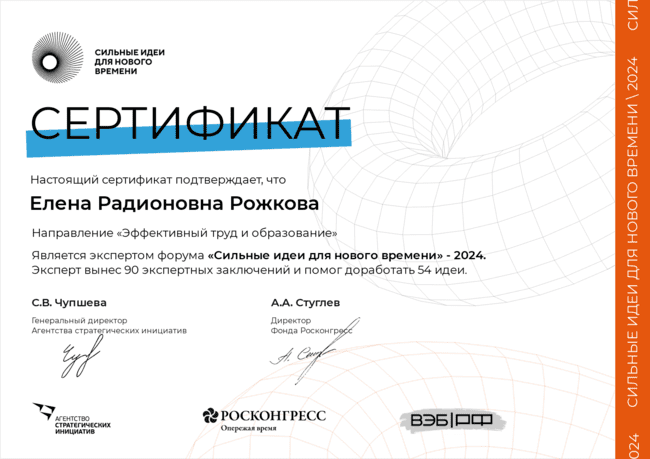 СИЛЬНЫЕ ИДЕИ
ДЛЯ НОВОГО
ВРЕМЕНИ
СЕРТИФИКАТ
Настоящий сертификат подтверждает, что
Елена Радионовна Рожкова
Направление «Эффективный труд и образование»
Является экспертом форума «Сильные идеи для нового времени» - 2024.
Эксперт вынес 90 экспертных заключений и помог доработать 54 идеи.
С.В. Чупшева
Генеральный директор
Агентства стратегических инициатив
А.А. Стуглев
Директор
Фонда Росконгресс
АГЕНТСТВО
СТРАТЕГИЧЕСКИХ
ИНИЦИАТИВ
РОСКОНГРЕСС
Опережая время
ВЭБ|РФ
СИЛ
СИЛЬНЫЕ ИДЕИ ДЛЯ НОВОГО ВРЕМЕНИ \ 2024
024